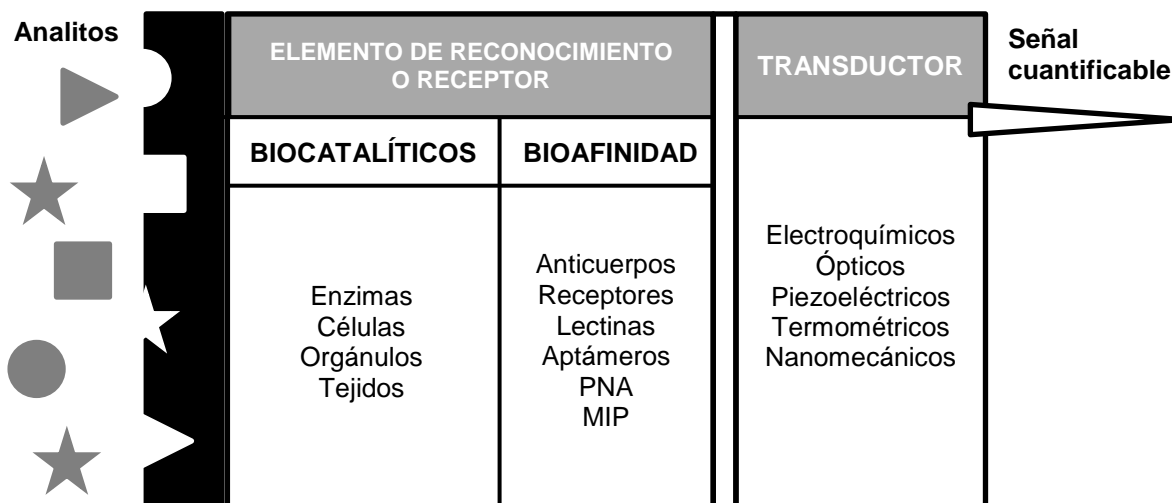 Analitos
ELEMENTO DE RECONOCIMIENTO
O RECEPTOR
TRANSDUCTOR
Señal
cuantificable
BIOCATALÍTICOS
BIOAFINIDAD
Enzimas
Células
Orgánulos
Tejidos
Anticuerpos
Receptores
Lectinas
Aptámeros
PNA
MIP
Electroquímicos
Ópticos
Piezoeléctricos
Termométricos
Nanomecánicos